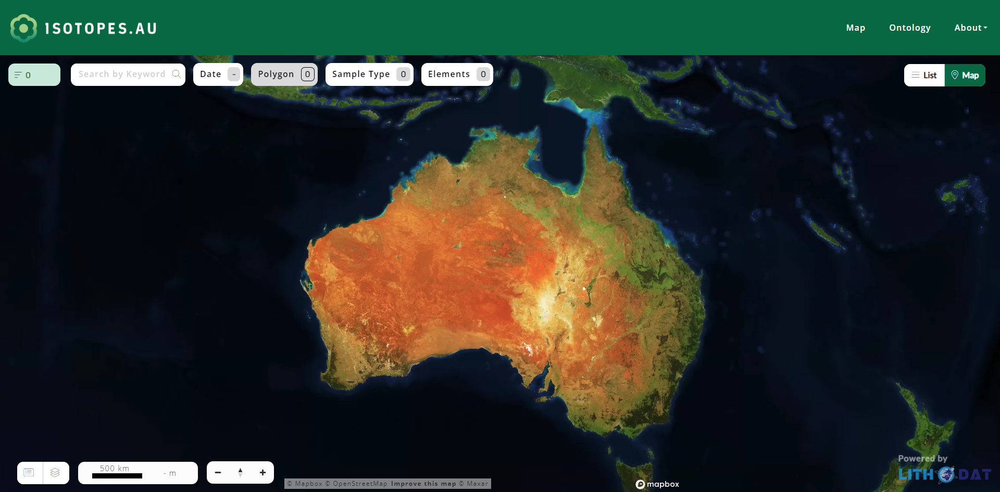 ISOTOPES.AU
Map Ontology About
0 Search by Keyword Date - Polygon 0 Sample Type 0 Elements 0 List Map
Powered by
LITHODAT
500 km - m
© Mapbox © OpenStreetMap Improve this map © Maxar
mapbox